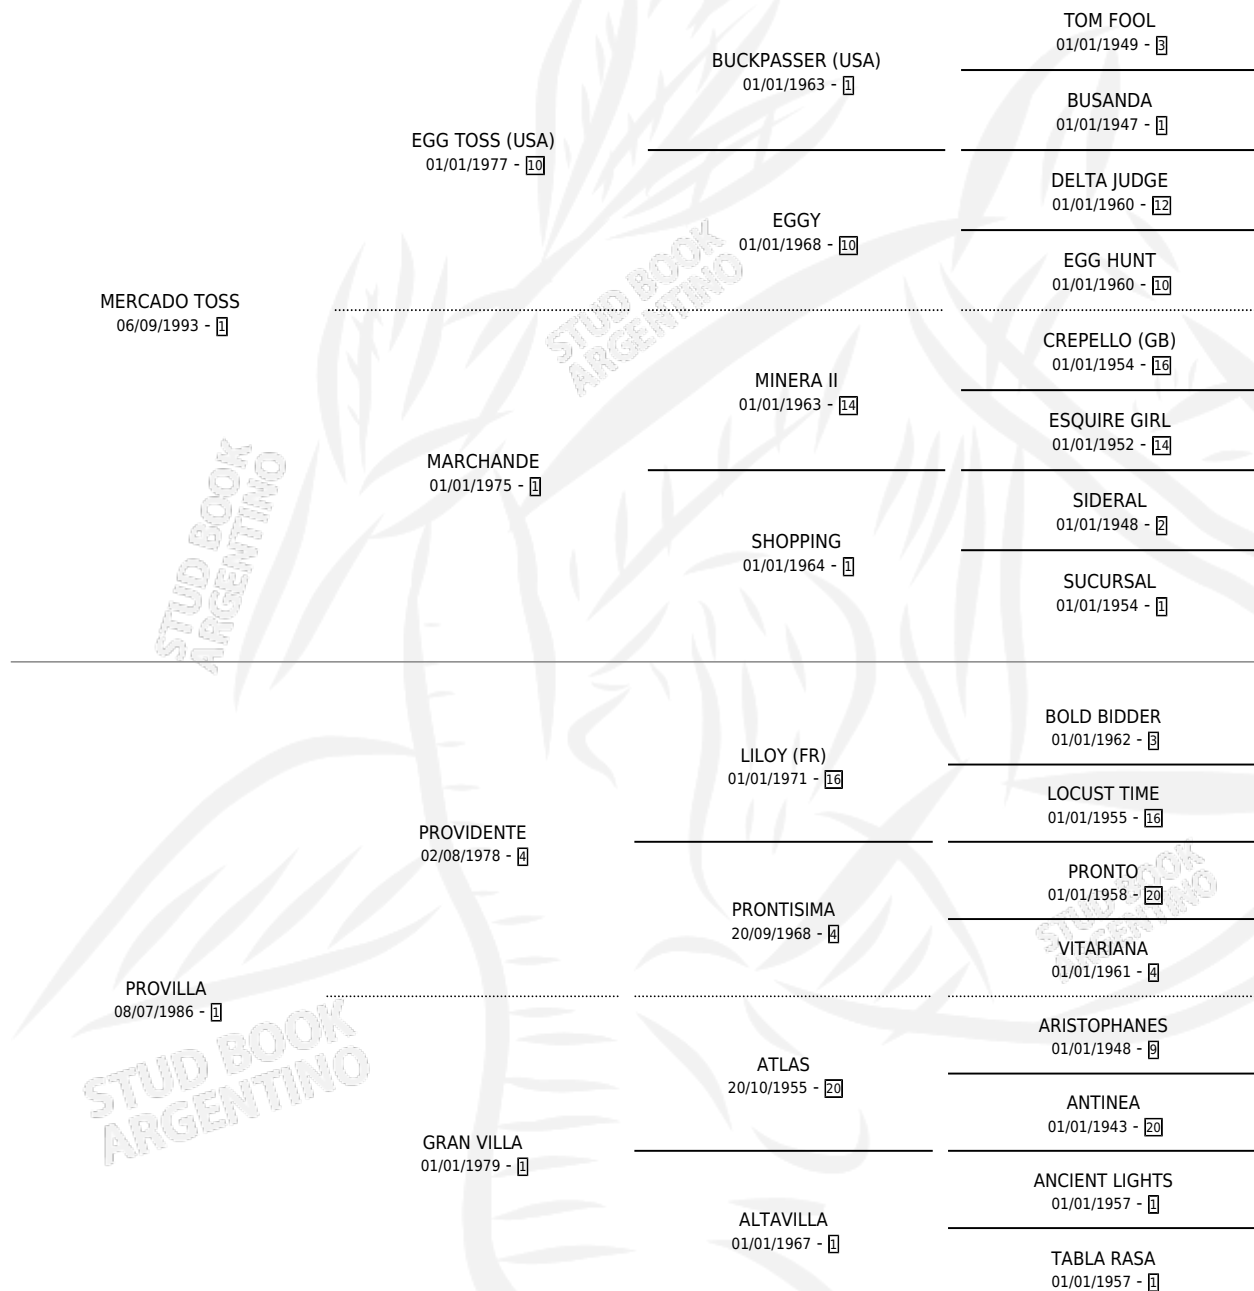 TOM FOOL
01/01/1949 - 3
BUCKPASSER (USA)
01/01/1963 - 1
BUSANDA
01/01/1947 - 1
EGG TOSS (USA)
01/01/1977 - 10
DELTA JUDGE
01/01/1960 - 12
EGGY
01/01/1968 - 10
EGG HUNT
01/01/1960 - 10
MERCADO TOSS
06/09/1993 - 1
CREPELLO (GB)
01/01/1954 - 16
MINERA II
01/01/1963 - 14
ESQUIRE GIRL
01/01/1952 - 14
MARCHANDE
01/01/1975 - 1
SIDERAL
01/01/1948 - 2
SHOPPING
01/01/1964 - 1
SUCURSAL
01/01/1954 - 1
BOLD BIDDER
01/01/1962 - 3
LILOY (FR)
01/01/1971 - 16
LOCUST TIME
01/01/1955 - 16
PROVIDENTE
02/08/1978 - 4
PRONTO
01/01/1958 - 20
PRONTISIMA
20/09/1968 - 4
VITARIANA
01/01/1961 - 4
PROVILLA
08/07/1986 - 1
ARISTOPHANES
01/01/1948 - 9
ATLAS
20/10/1955 - 20
ANTINEA
01/01/1943 - 20
GRAN VILLA
01/01/1979 - 1
ANCIENT LIGHTS
01/01/1957 - 1
ALTAVILLA
01/01/1967 - 1
TABLA RASA
01/01/1957 - 1
STUD BOOK
ARGENTINO
STUD BOOK
ARGENTINO
STUD BOOK
ARGENTINO
STUD BOOK
ARGENTINO